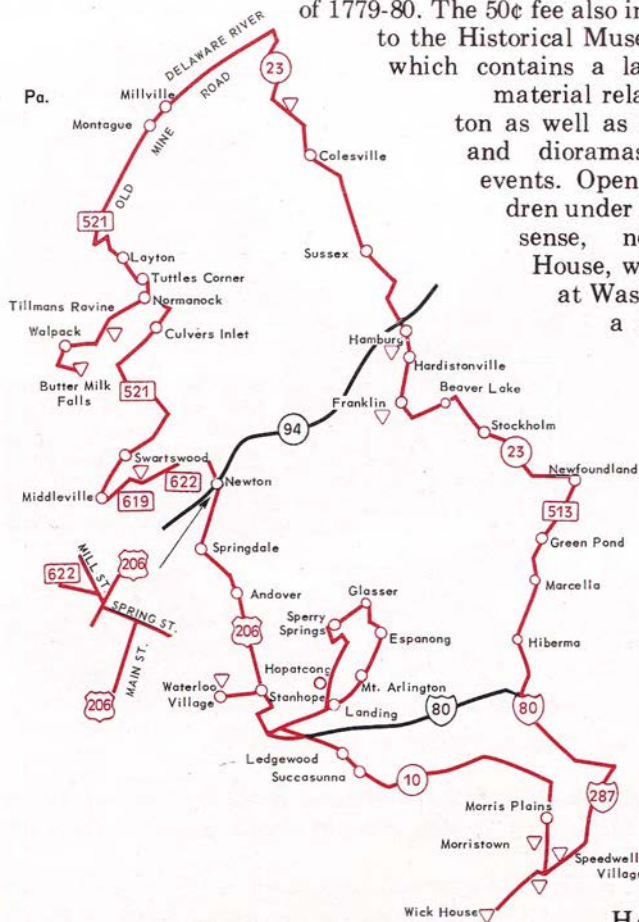 of 1779-80. The 50¢ fee also in
to the Historical Muse
which contains a la
material rela
ton as well as
and dioramas
events. Open
dren under
sense, ne
House, w
at Was
a
Pa.
DELAWARE RIVER
OLD MINE ROAD
23
Millville
Montague
Colesville
521
Layton
Sussex
Tuttles Corner
Normanock
Tillmans Ravine
Walpack
Culvers Inlet
Hamburg
Hardistonville
Butter Milk
Falls
521
Franklin
Beaver Lake
94
Stockholm
23
Swartswood
622
Newton
Newfoundland
Middleville
619
513
Springdale
Green Pond
206
622
MILL ST.
SPRING ST.
MAIN ST.
206
Andover
Glasser
Marcella
206
Sperry
Springs
Espanong
Hiberma
Hopatcong
Waterloo
Village
Stanhope
Mt. Arlington
Landing
80
80
Ledgewood
Succasunna
10
287
Morris Plains
Morristown
Speedwell
Village
Wick House